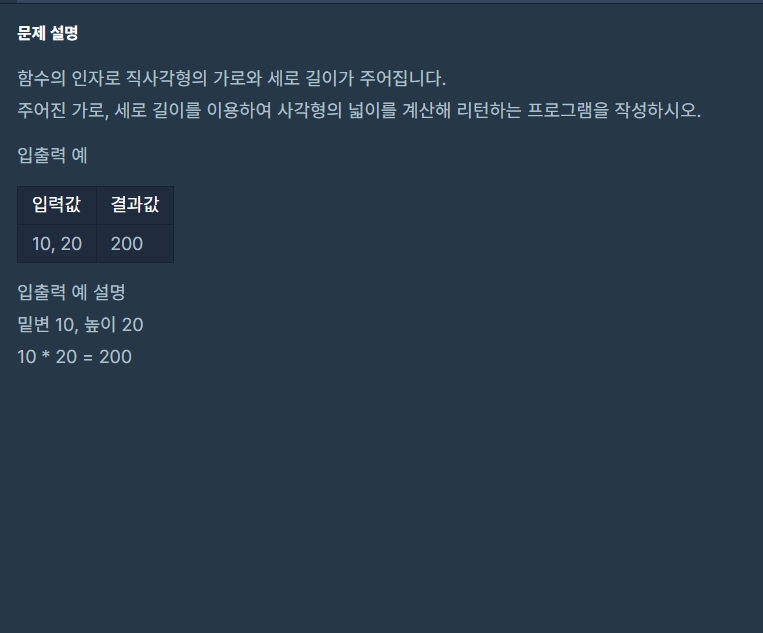 문제 설명
함수의 인자로 직사각형의 가로와 세로 길이가 주어집니다.
주어진 가로, 세로 길이를 이용하여 사각형의 넓이를 계산해 리턴하는 프로그램을 작성하시오.
입출력 예
입력값 결과값
10, 20 200
입출력 예 설명
밑변 10, 높이 20
10 * 20 = 200